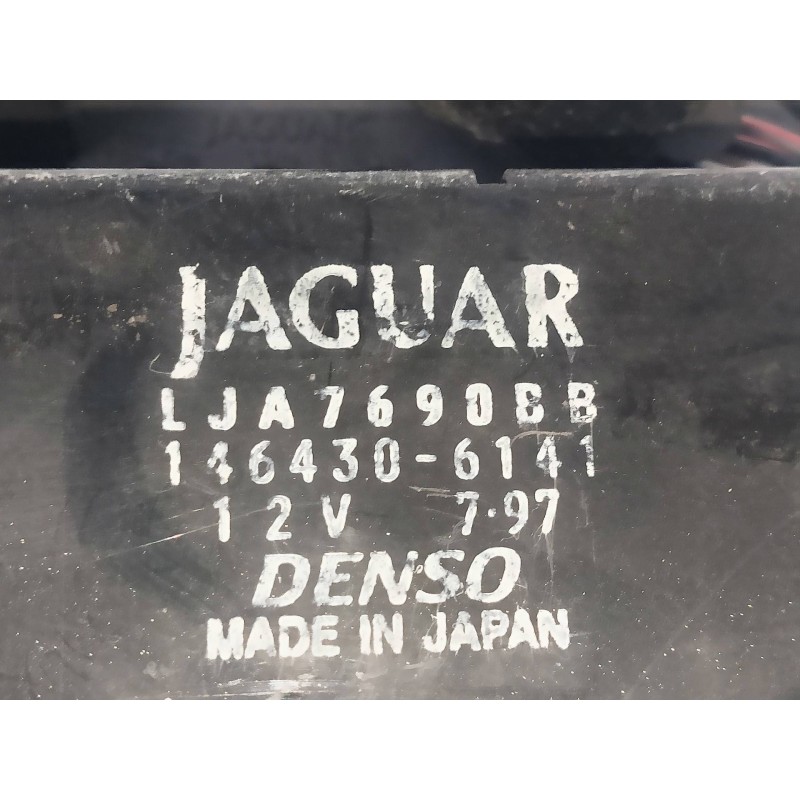 JAGUAR
LJA7690BB
146430-6141
12V 7·97
DENSO
MADE IN JAPAN